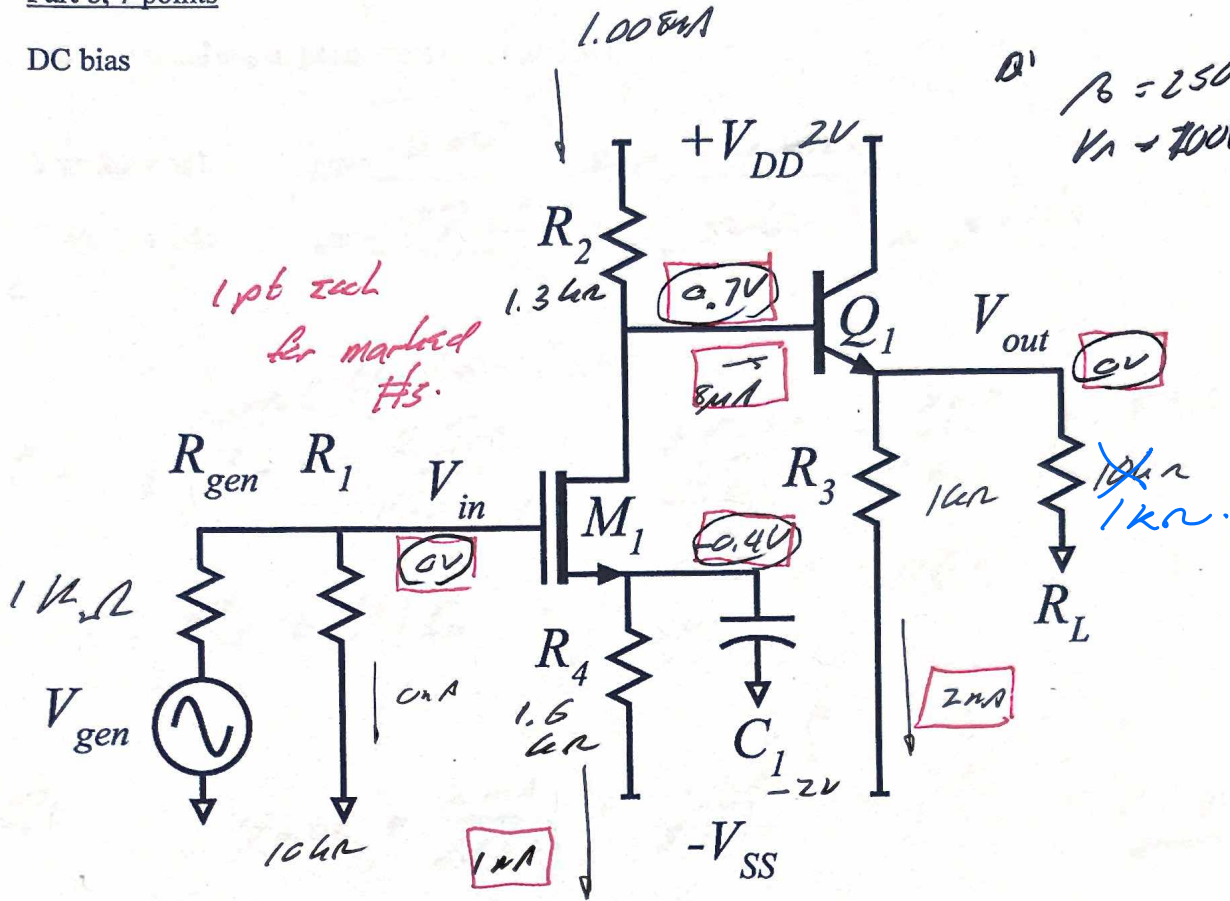 DC bias
1.008mA
β = 250
+V_DD 2V
R_2
1.3kΩ
0.7V
Q_1
V_out
0V
8μA
1 pt each
for marked
#s.
R_gen
R_1
V_in
M_1
R_3
1kΩ
10kΩ
1kΩ.
0V
-0.4V
1kΩ
R_L
R_4
1.6
kΩ
V_gen
0mA
C_1
-2V
2mA
10kΩ
1mA
-V_SS